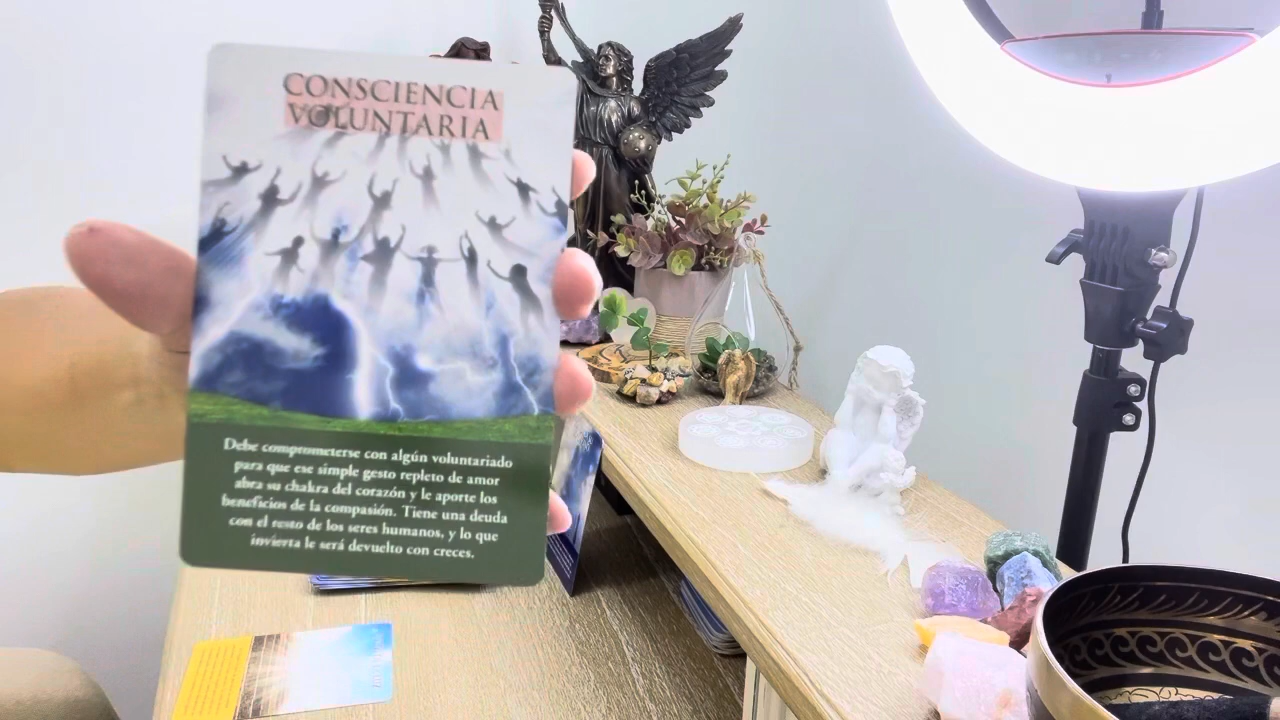 CONSCIENCIA
VOLUNTARIA
Debe comprometerse con algún voluntariado
para que ese simple gesto repleto de amor
abra su chakra del corazón y le aporte los
beneficios de la compasión. Tiene una deuda
con el resto de los seres humanos, y lo que
invierta le será devuelto con creces.